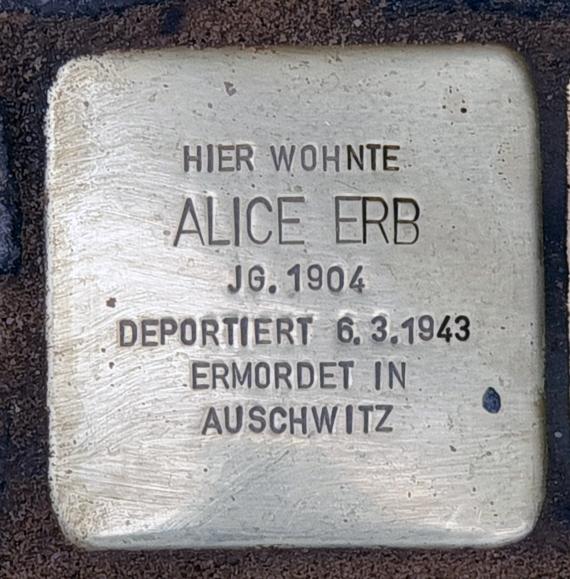 HIER WOHNTE
ALICE ERB
JG. 1904
DEPORTIERT 6.3.1943
ERMORDET IN
AUSCHWITZ